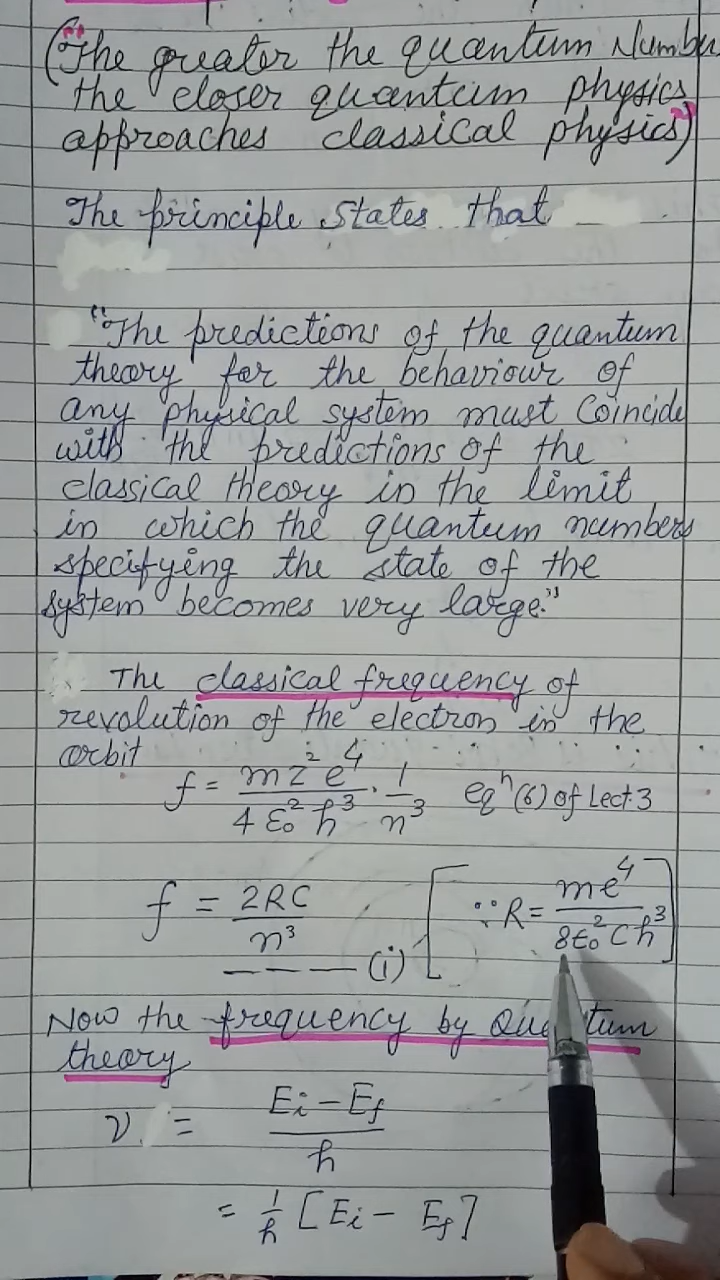 ("The greater the quantum Numbe
the closer quantum physics
approaches classical physics")
The principle states that
"The predictions of the quantum
theory for the behaviour of
any physical system must coincide
with the predictions of the
classical theory in the limit
in which the quantum numbers
specifying the state of the
system becomes very large."
The classical frequency of
revolution of the electron in the
orbit
f = mz²e⁴/4ε₀²h³ · 1/n³ eqⁿ(6) of Lect.3
f = 2RC/n³ [∵R = me⁴/8ε₀²ch³]
---- (i)
Now the frequency by Qu tum
theory
ν = Ei - Ef/h
= 1/h [Ei - Ef]